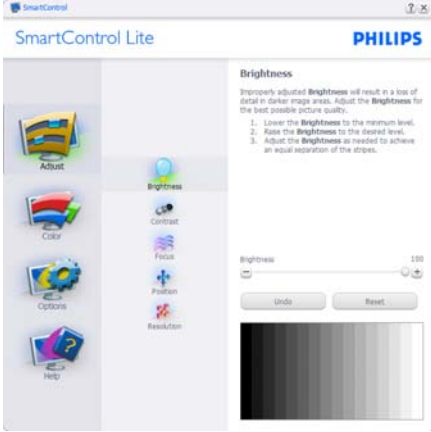 SmartControl
SmartControl Lite
PHILIPS
Adjust
Color
Options
Help
Brightness
Contrast
Focus
Position
Resolution
Brightness
Improperly adjusted Brightness will result in a loss of
detail in darker image areas. Adjust the Brightness for
the best possible picture quality.
1. Lower the Brightness to the minimum level.
2. Raise the Brightness to the desired level.
3. Adjust the Brightness as needed to achieve
an equal separation of the stripes.
Brightness 100
Undo Reset